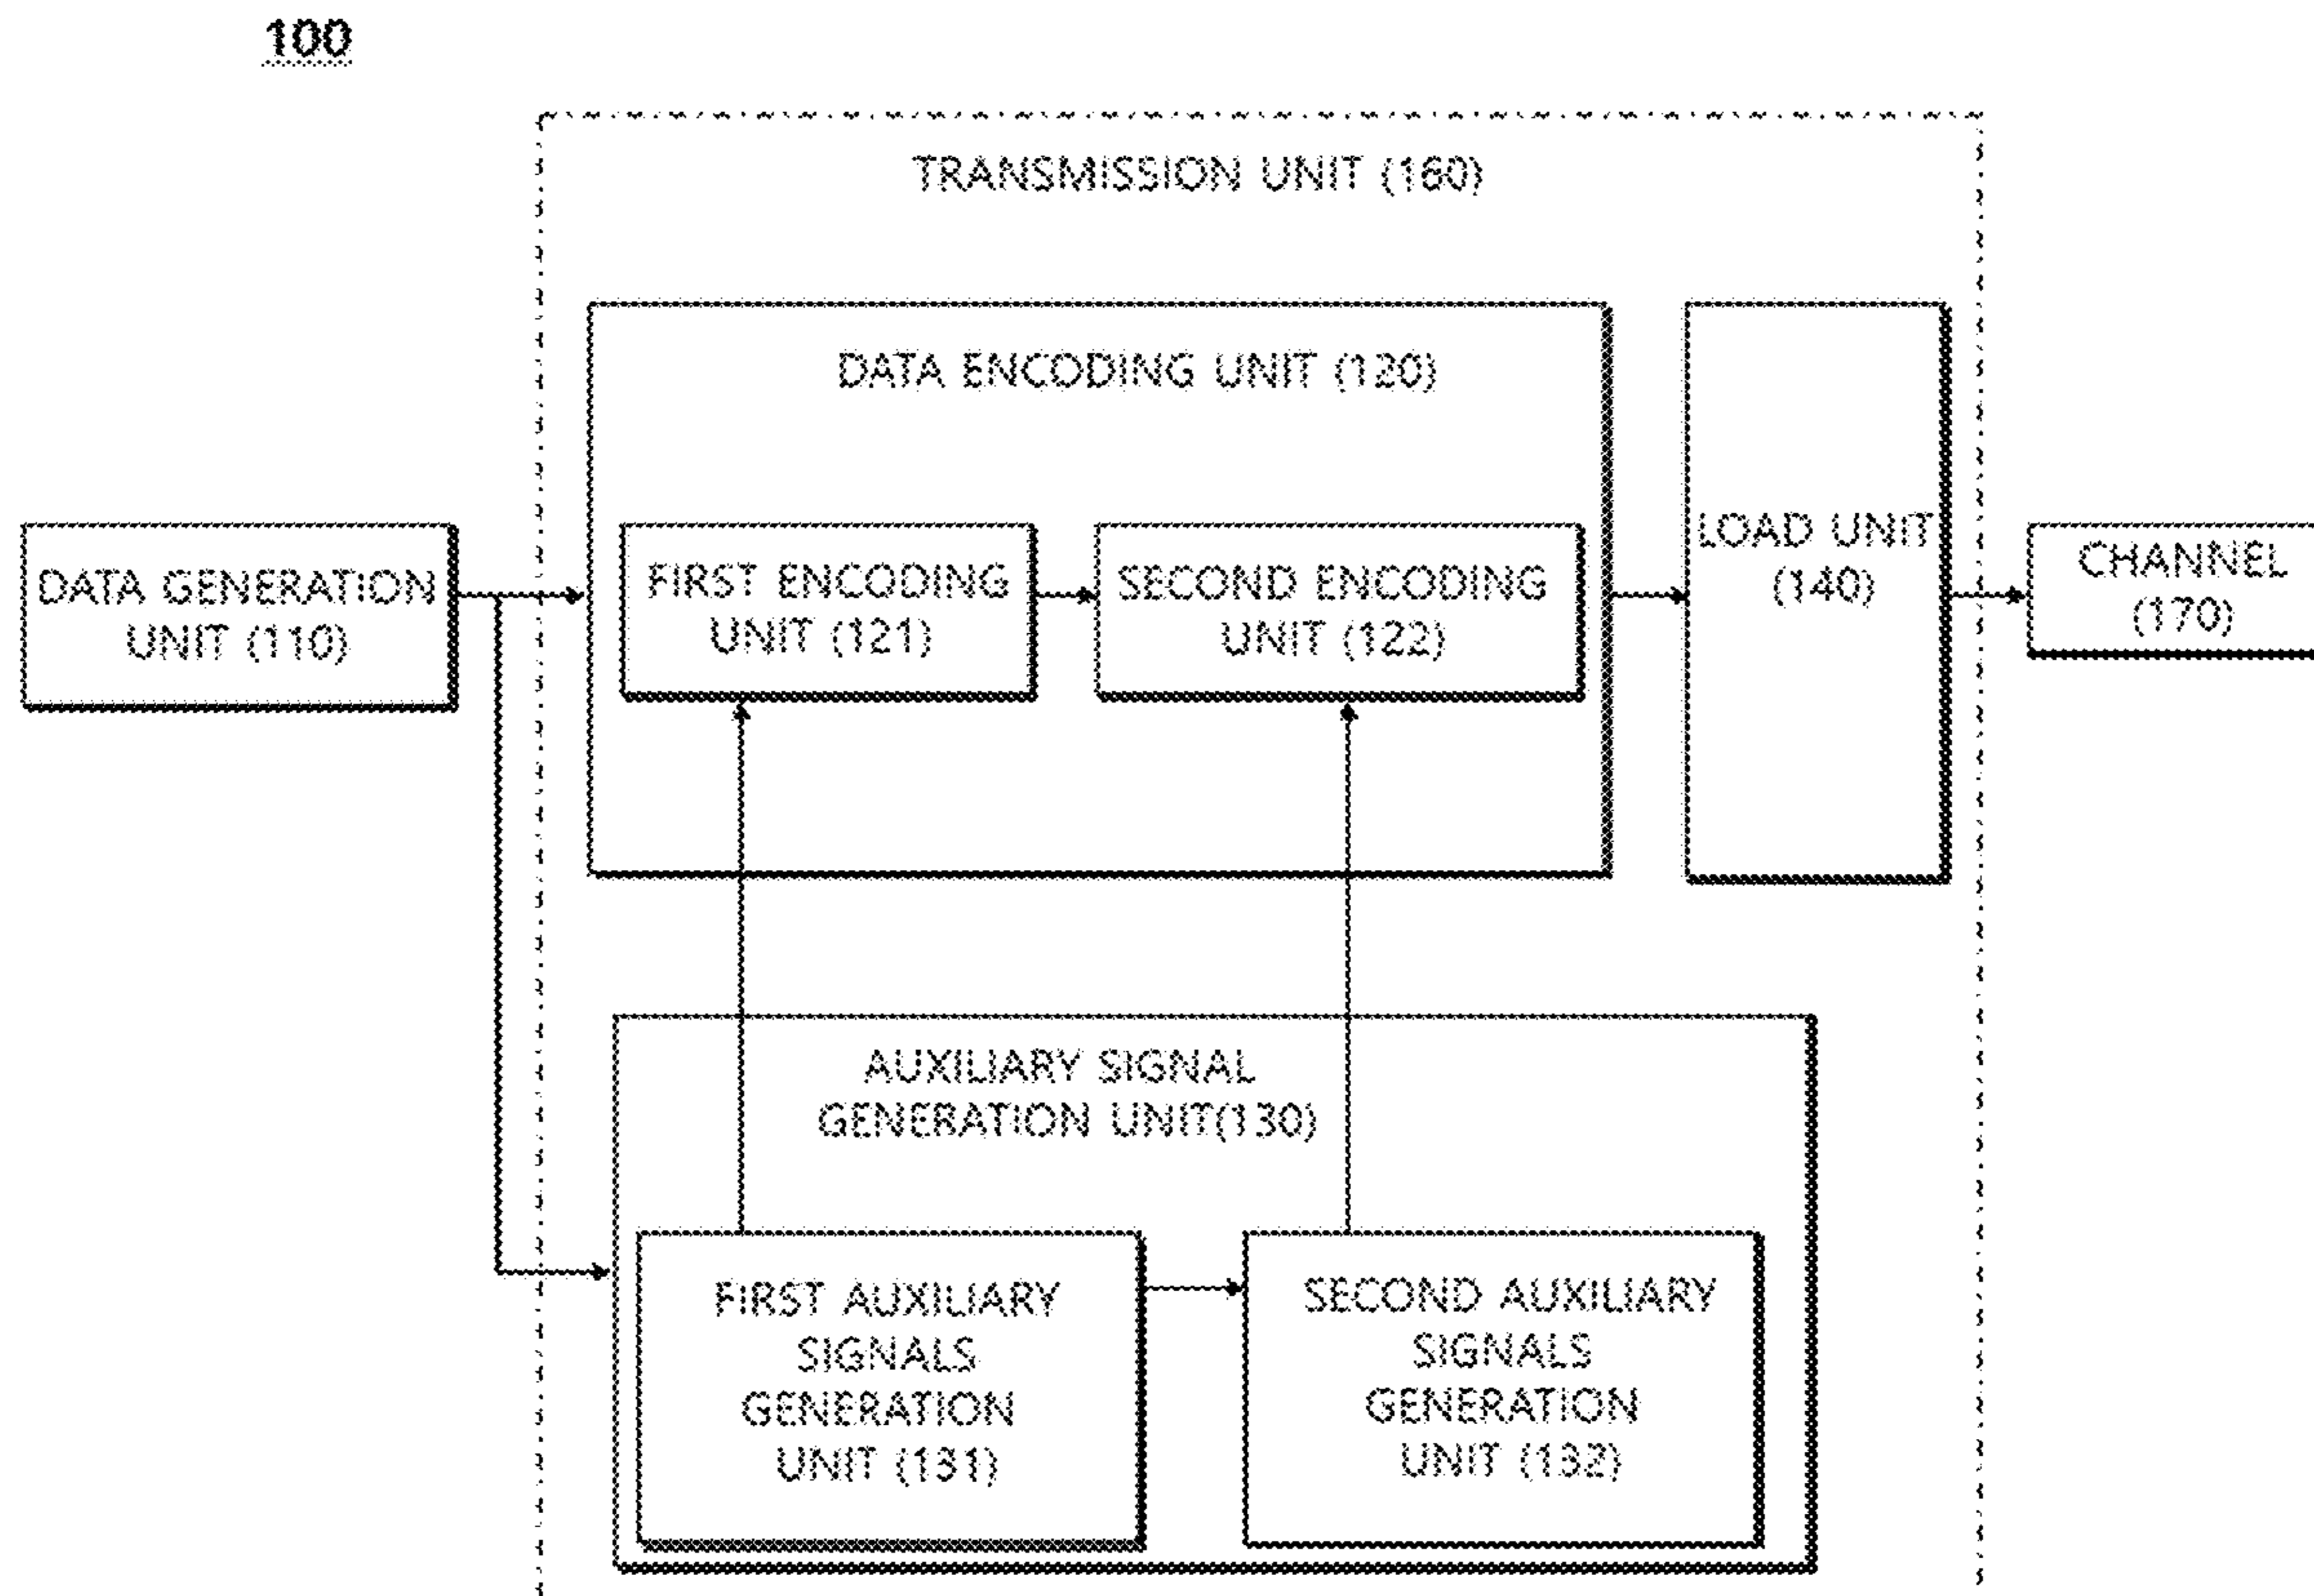 100
TRANSMISSION UNIT (160)
DATA ENCODING UNIT (120)
DATA GENERATION
UNIT (110)
FIRST ENCODING
UNIT (121)
SECOND ENCODING
UNIT (122)
LOAD UNIT
(140)
CHANNEL
(170)
AUXILIARY SIGNAL
GENERATION UNIT(130)
FIRST AUXILIARY
SIGNALS
GENERATION
UNIT (131)
SECOND AUXILIARY
SIGNALS
GENERATION
UNIT (132)